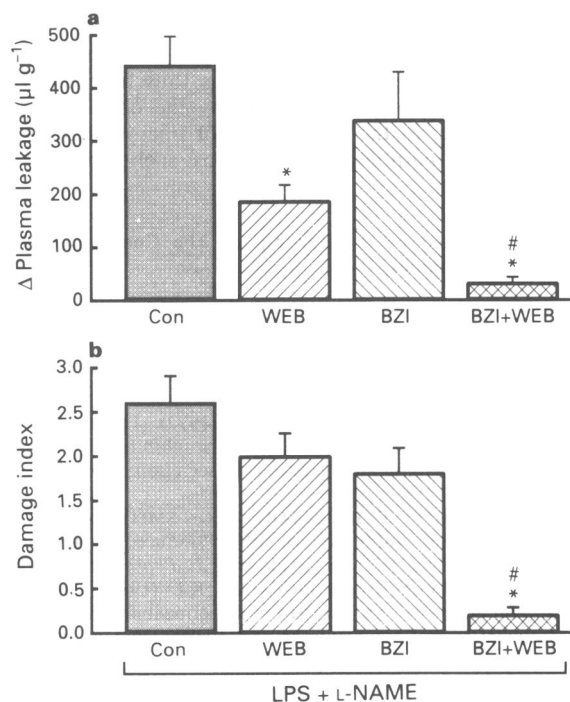 a
Δ Plasma leakage (µl g⁻¹)
500
400
300
200
100
0
*
#
*
Con WEB BZI BZI+WEB
b
Damage index
3.0
2.5
2.0
1.5
1.0
0.5
0.0
#
*
Con WEB BZI BZI+WEB
LPS + L-NAME